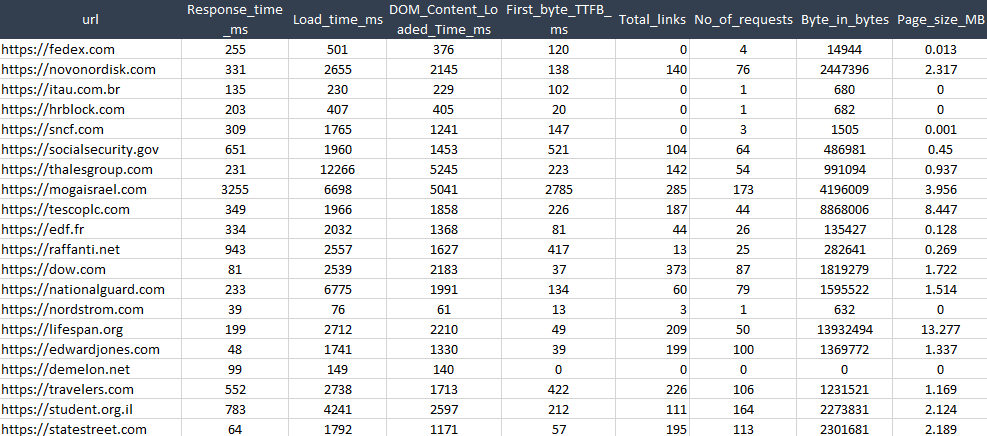 url Response_time_ms Load_time_ms DOM_Content_Loaded_Time_ms First_byte_TTFB_ms Total_links No_of_requests Byte_in_bytes Page_size_MB
https://fedex.com 255 501 376 120 0 4 14944 0.013
https://novonordisk.com 331 2655 2145 138 140 76 2447396 2.317
https://itau.com.br 135 230 229 102 0 1 680 0
https://hrblock.com 203 407 405 20 0 1 682 0
https://sncf.com 309 1765 1241 147 0 3 1505 0.001
https://socialsecurity.gov 651 1960 1453 521 104 64 486981 0.45
https://thalesgroup.com 231 12266 5245 223 142 54 991094 0.937
https://mogaisrael.com 3255 6698 5041 2785 285 173 4196009 3.956
https://tescoplc.com 349 1966 1858 226 187 44 8868006 8.447
https://edf.fr 334 2032 1368 81 44 26 135427 0.128
https://raffanti.net 943 2557 1627 417 13 25 282641 0.269
https://dow.com 81 2539 2183 37 373 87 1819279 1.722
https://nationalguard.com 233 6775 1991 134 60 79 1595522 1.514
https://nordstrom.com 39 76 61 13 3 1 632 0
https://lifespan.org 199 2712 2210 49 209 50 13932494 13.277
https://edwardjones.com 48 1741 1330 39 199 100 1369772 1.337
https://demelon.net 99 149 140 0 0 0 0 0
https://travelers.com 552 2738 1713 422 226 106 1231521 1.169
https://student.org.il 783 4241 2597 212 111 164 2273831 2.124
https://statestreet.com 64 1792 1171 57 195 113 2301681 2.189